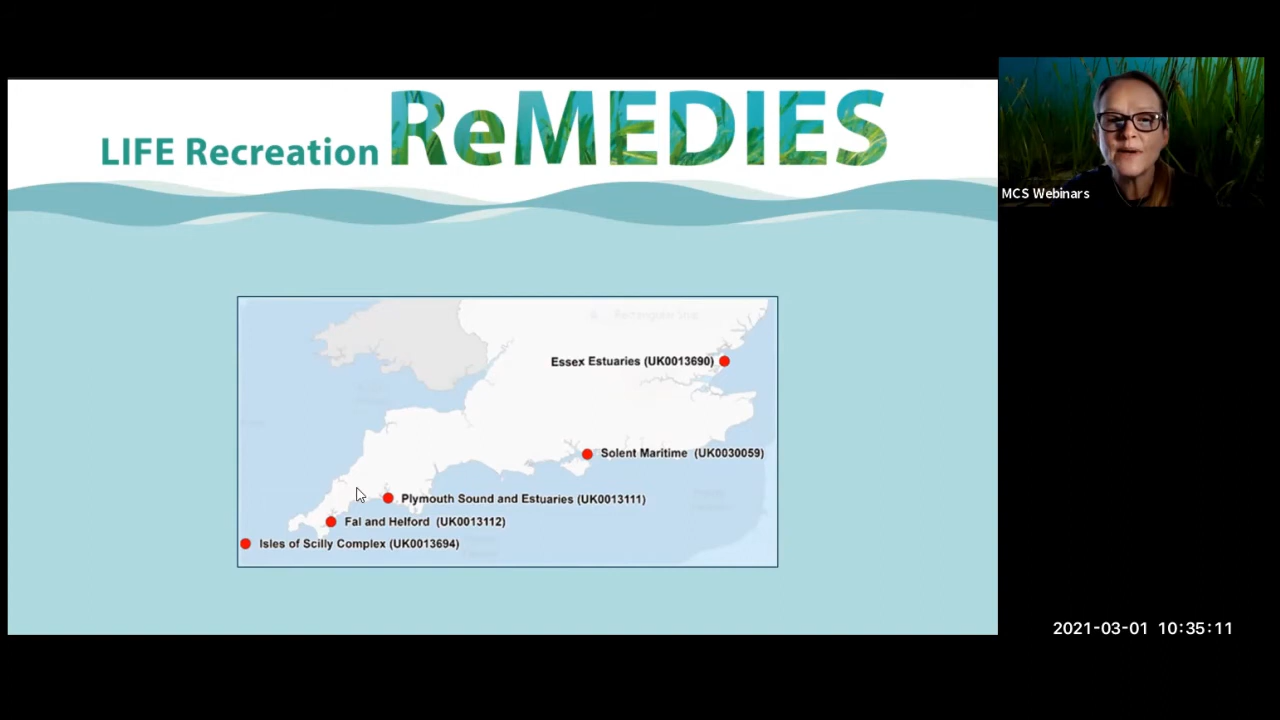 LIFE Recreation ReMEDIES
MCS Webinars
Essex Estuaries (UK0013690)
Solent Maritime (UK0030059)
Plymouth Sound and Estuaries (UK0013111)
Fal and Helford (UK0013112)
Isles of Scilly Complex (UK0013694)
2021-03-01 10:35:11